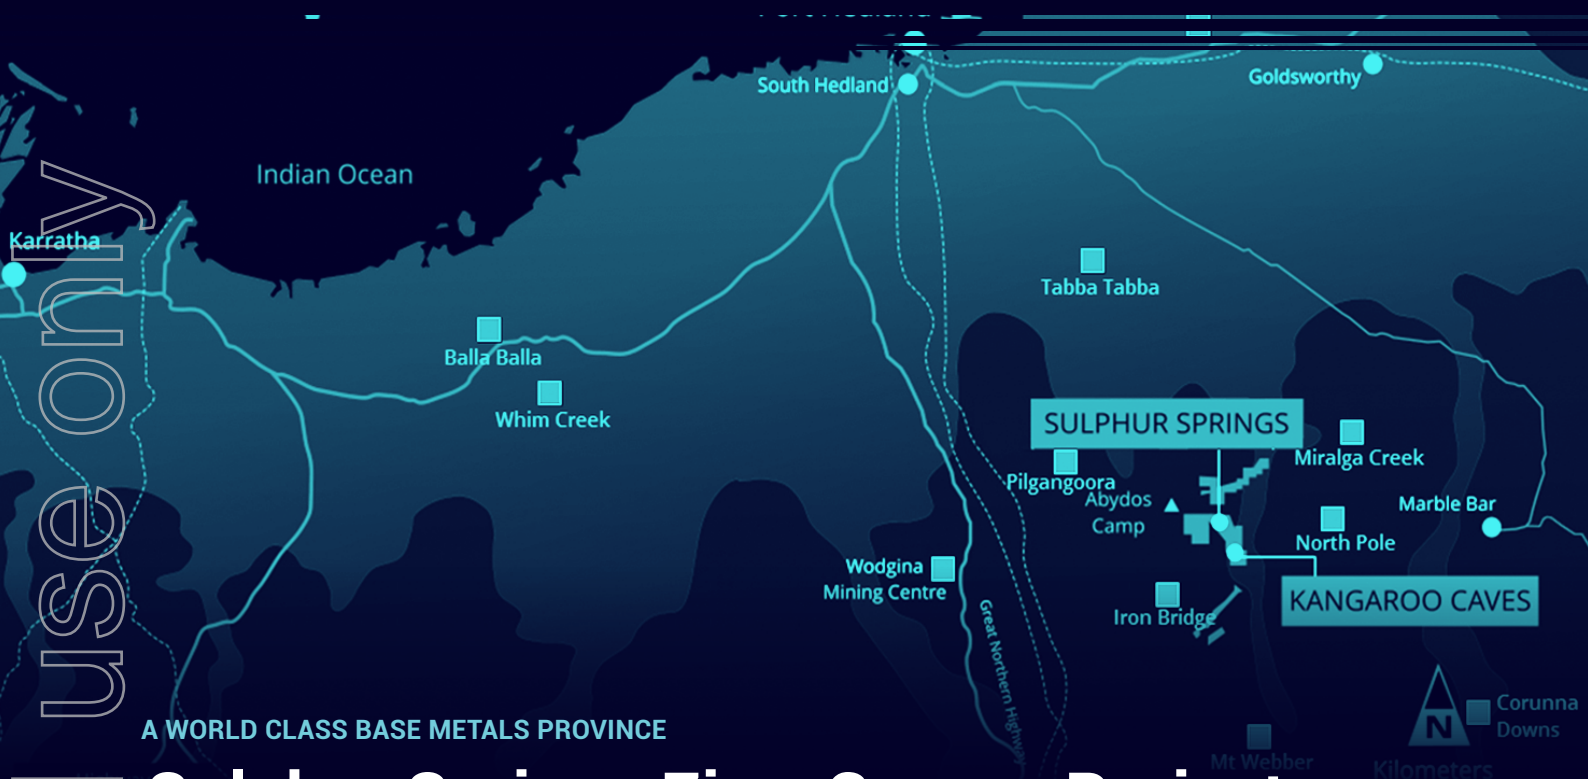 South Hedland
Goldsworthy
Indian Ocean
Karratha
Tabba Tabba
Balla Balla
Whim Creek
SULPHUR SPRINGS
Miralga Creek
Pilgangoora
Abydos
Camp
Marble Bar
North Pole
Wodgina
Mining Centre
KANGAROO CAVES
Iron Bridge
Great Northern Highway
Corunna
Downs
N
Mt Webber
Kilometers
use only
A WORLD CLASS BASE METALS PROVINCE